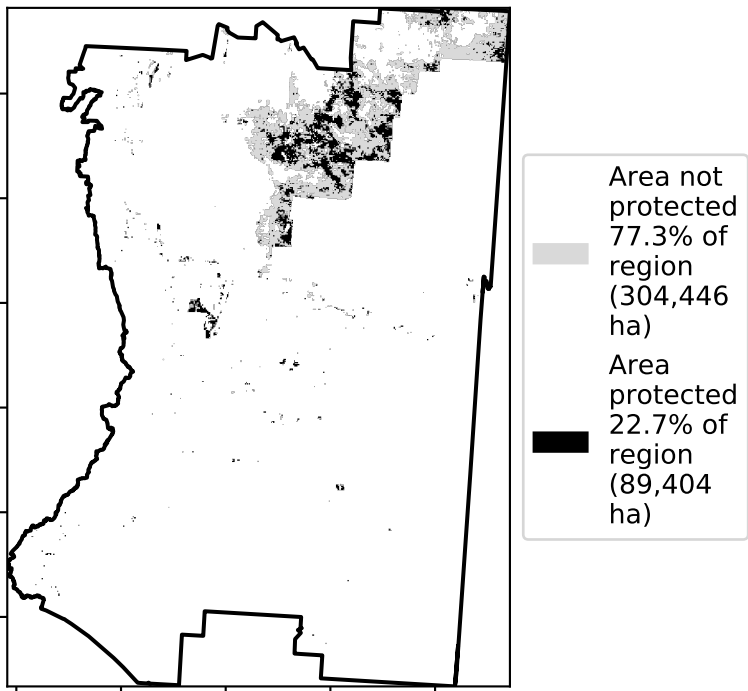 Area not
protected
77.3% of
region
(304,446
ha)
Area
protected
22.7% of
region
(89,404
ha)